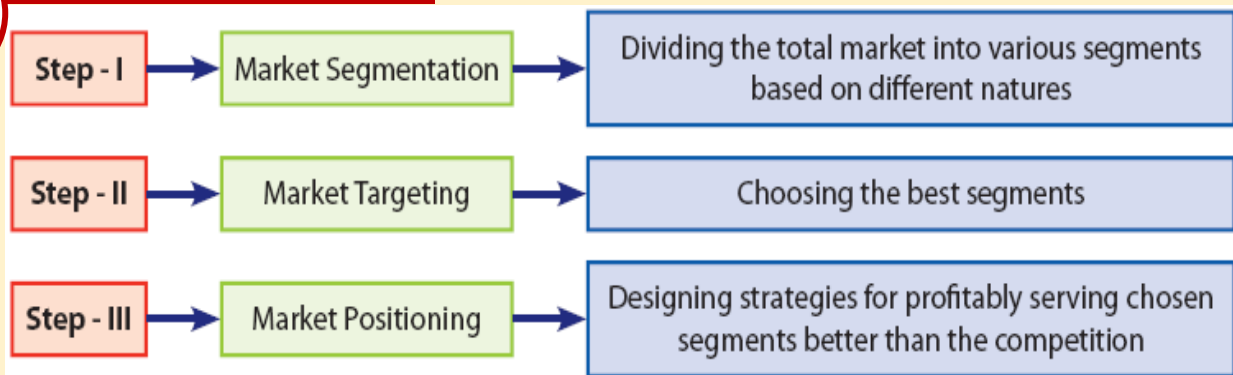 Step - I
Market Segmentation
Dividing the total market into various segments
based on different natures
Step - II
Market Targeting
Choosing the best segments
Step - III
Market Positioning
Designing strategies for profitably serving chosen
segments better than the competition